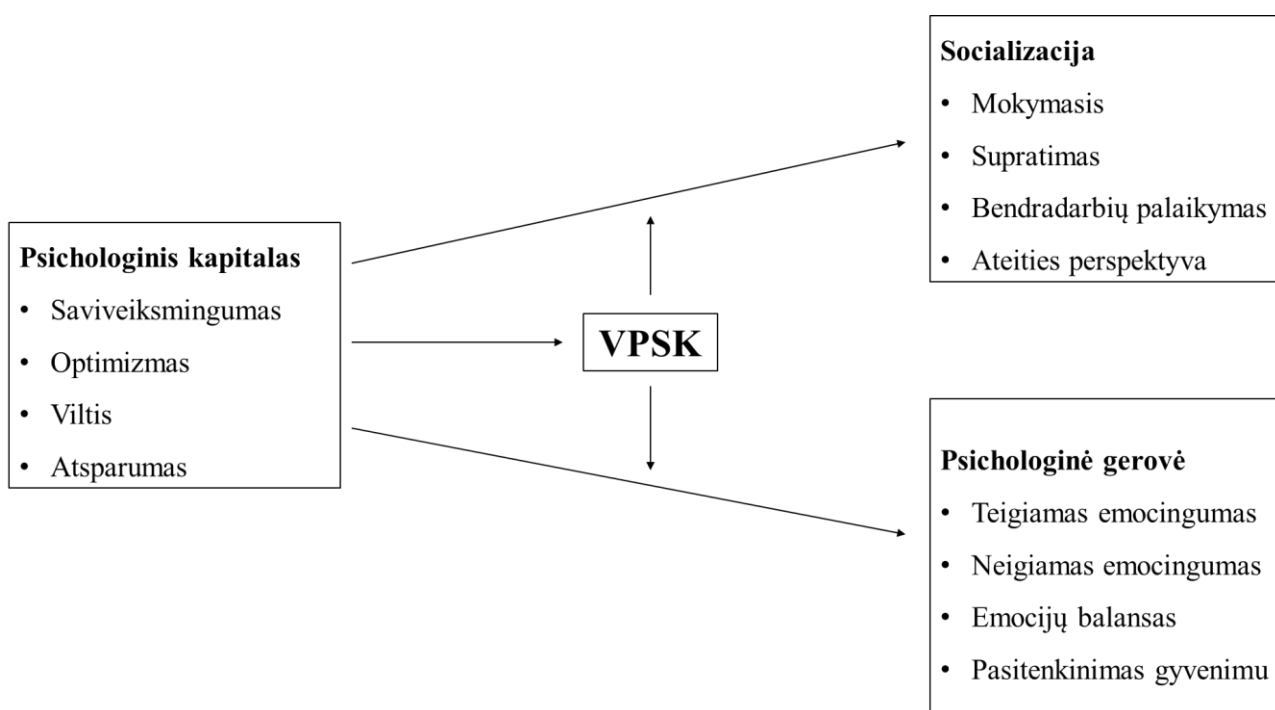 Psichologinis kapitalas
• Saviveiksmingumas
• Optimizmas
• Viltis
• Atsparumas
VPSK
Socializacija
• Mokymasis
• Supratimas
• Bendradarbių palaikymas
• Ateities perspektyva
Psichologinė gerovė
• Teigiamas emocingumas
• Neigiamas emocingumas
• Emocijų balansas
• Pasitenkinimas gyvenimu